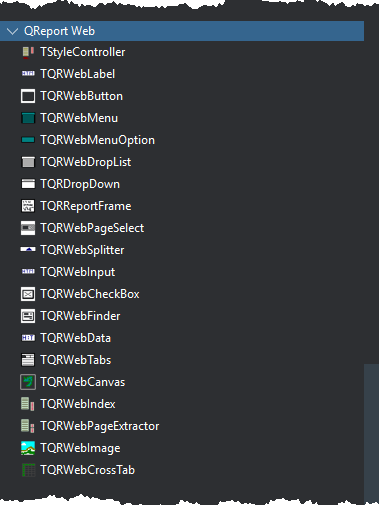 QReport Web
TStyleController
TQRWebLabel
TQRWebButton
TQRWebMenu
TQRWebMenuOption
TQRWebDropList
TQRDropDown
TQRReportFrame
TQRWebPageSelect
TQRWebSplitter
TQRWebInput
TQRWebCheckBox
TQRWebFinder
TQRWebData
TQRWebTabs
TQRWebCanvas
TQRWebIndex
TQRWebPageExtractor
TQRWebImage
TQRWebCrossTab